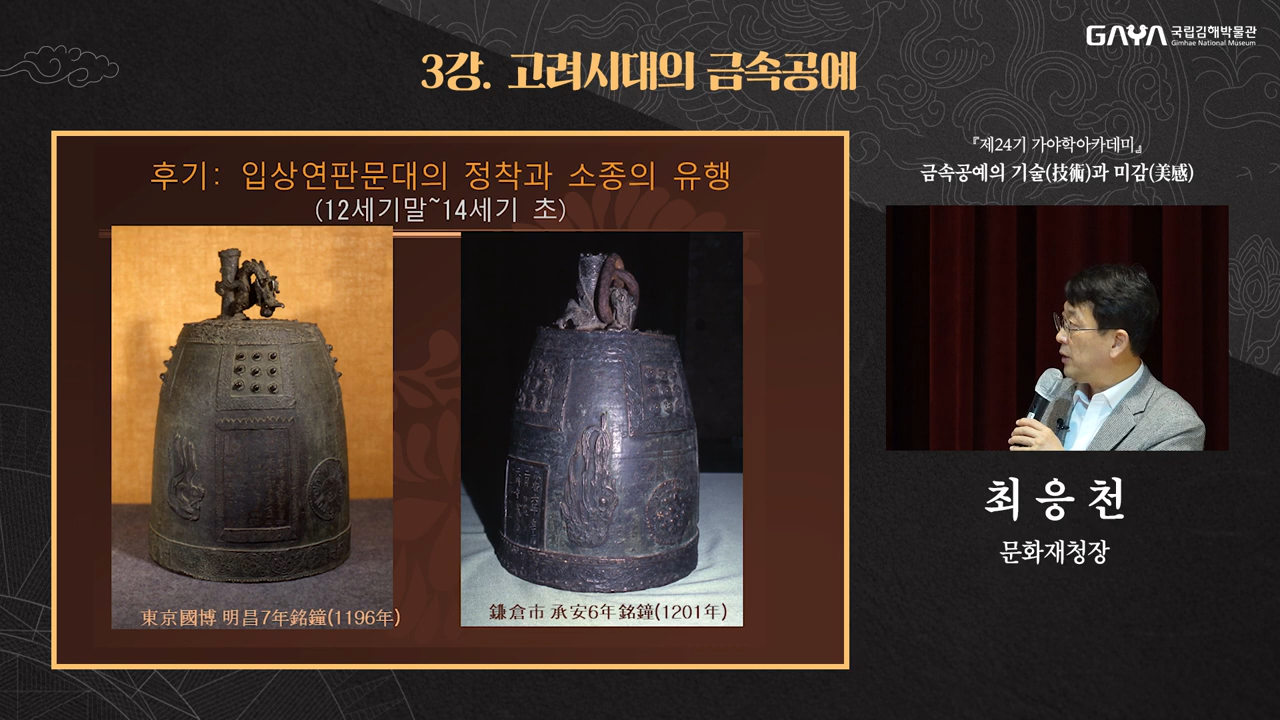 GAYA 국립김해박물관
Gimhae National Museum
3강. 고려시대의 금속공예
『제24기 가야학아카데미』
금속공예의 기술(技術)과 미감(美感)
후기: 입상연판문대의 정착과 소종의 유행
(12세기말~14세기 초)
東京國博 明昌7年銘鐘(1196年)
鎌倉市 承安6年銘鐘(1201年)
최응천
문화재청장